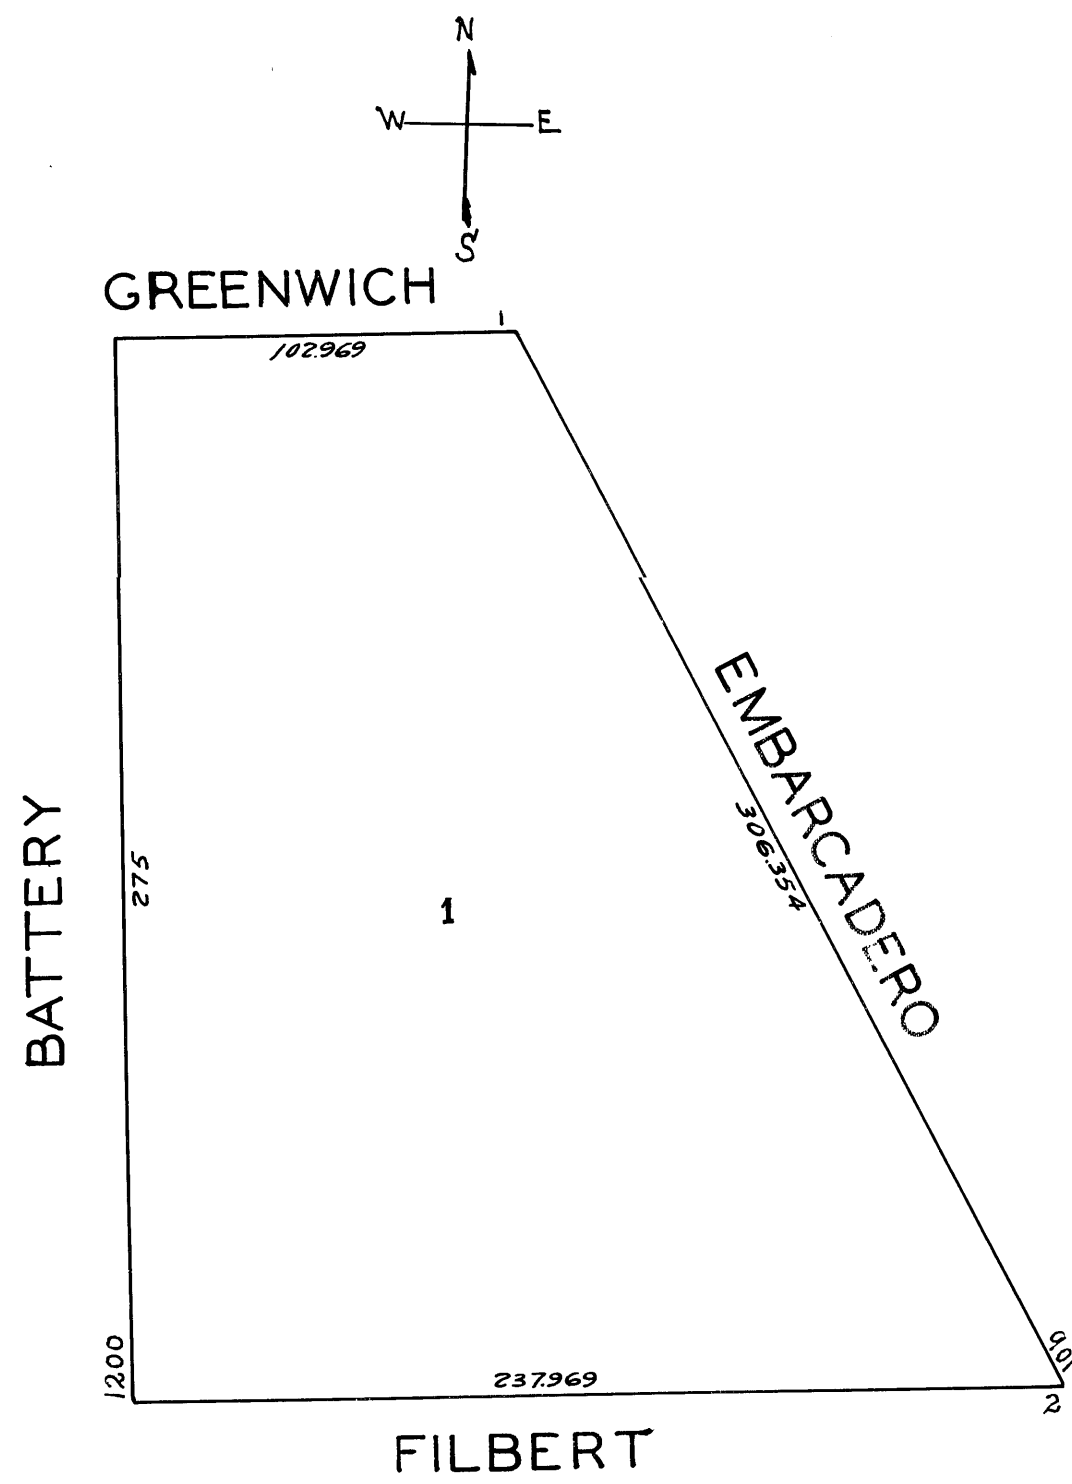 N
W E
S
GREENWICH
1
102.969
EMBARCADERO
306.354
BATTERY
275
1
1200
237.969
901
2
FILBERT